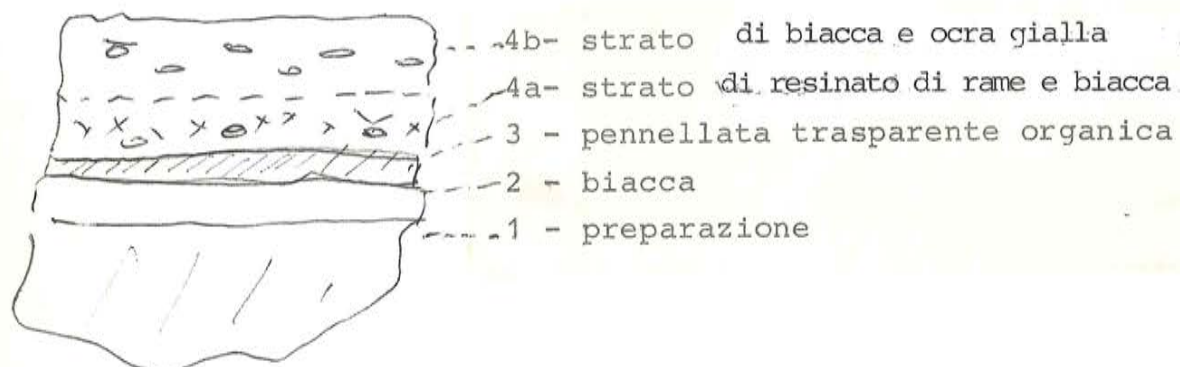 4b- strato di biacca e ocra gialla
4a- strato di resinato di rame e biacca
3 - pennellata trasparente organica
2 - biacca
1 - preparazione